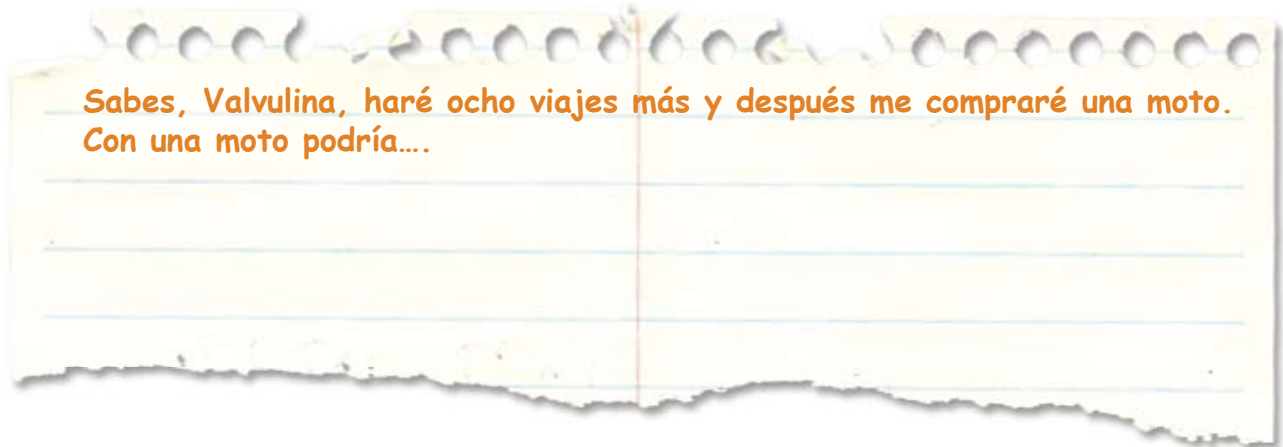 Sabes, Valvulina, haré ocho viajes más y después me compraré una moto.
Con una moto podría….